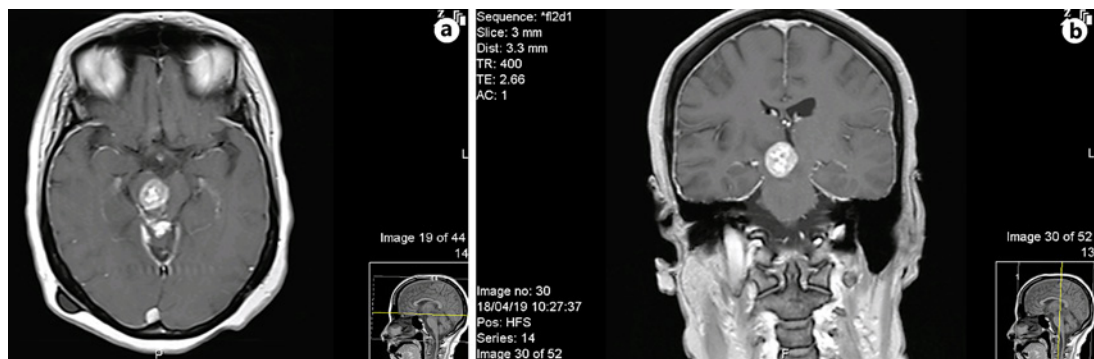 a
L
Image 19 of 44
14
P
Sequence: *fl2d1
Slice: 3 mm
Dist: 3.3 mm
TR: 400
TE: 2.66
AC: 1
b
L
Image 30 of 52
13
Image no: 30
18/04/19 10:27:37
Pos: HFS
Series: 14
Image 30 of 52